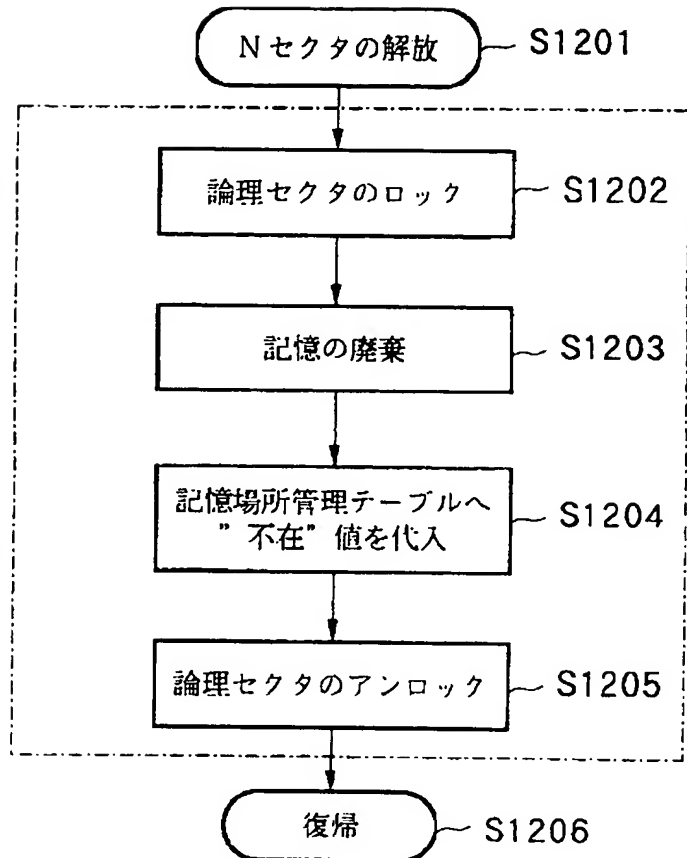 Nセクタの解放
S1201
論理セクタのロック
S1202
記憶の廃棄
S1203
記憶場所管理テーブルへ
”不在”値を代入
S1204
論理セクタのアンロック
S1205
復帰
S1206